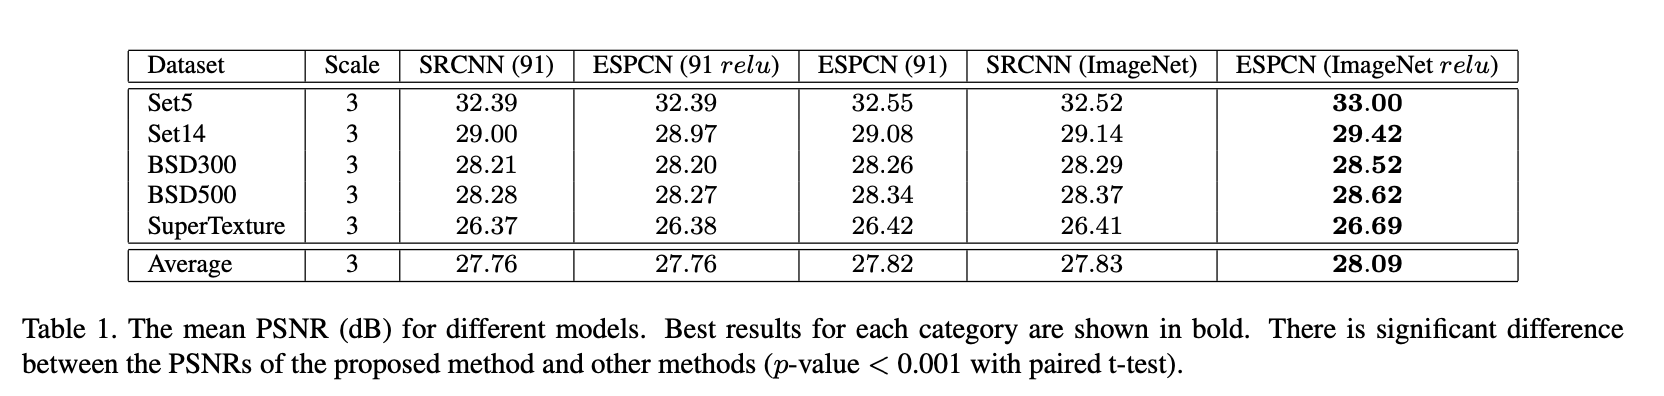 Dataset Scale SRCNN (91) ESPCN (91 relu) ESPCN (91) SRCNN (ImageNet) ESPCN (ImageNet relu)
Set5 3 32.39 32.39 32.55 32.52 33.00
Set14 3 29.00 28.97 29.08 29.14 29.42
BSD300 3 28.21 28.20 28.26 28.29 28.52
BSD500 3 28.28 28.27 28.34 28.37 28.62
SuperTexture 3 26.37 26.38 26.42 26.41 26.69
Average 3 27.76 27.76 27.82 27.83 28.09
Table 1. The mean PSNR (dB) for different models. Best results for each category are shown in bold. There is significant difference
between the PSNRs of the proposed method and other methods (p-value < 0.001 with paired t-test).